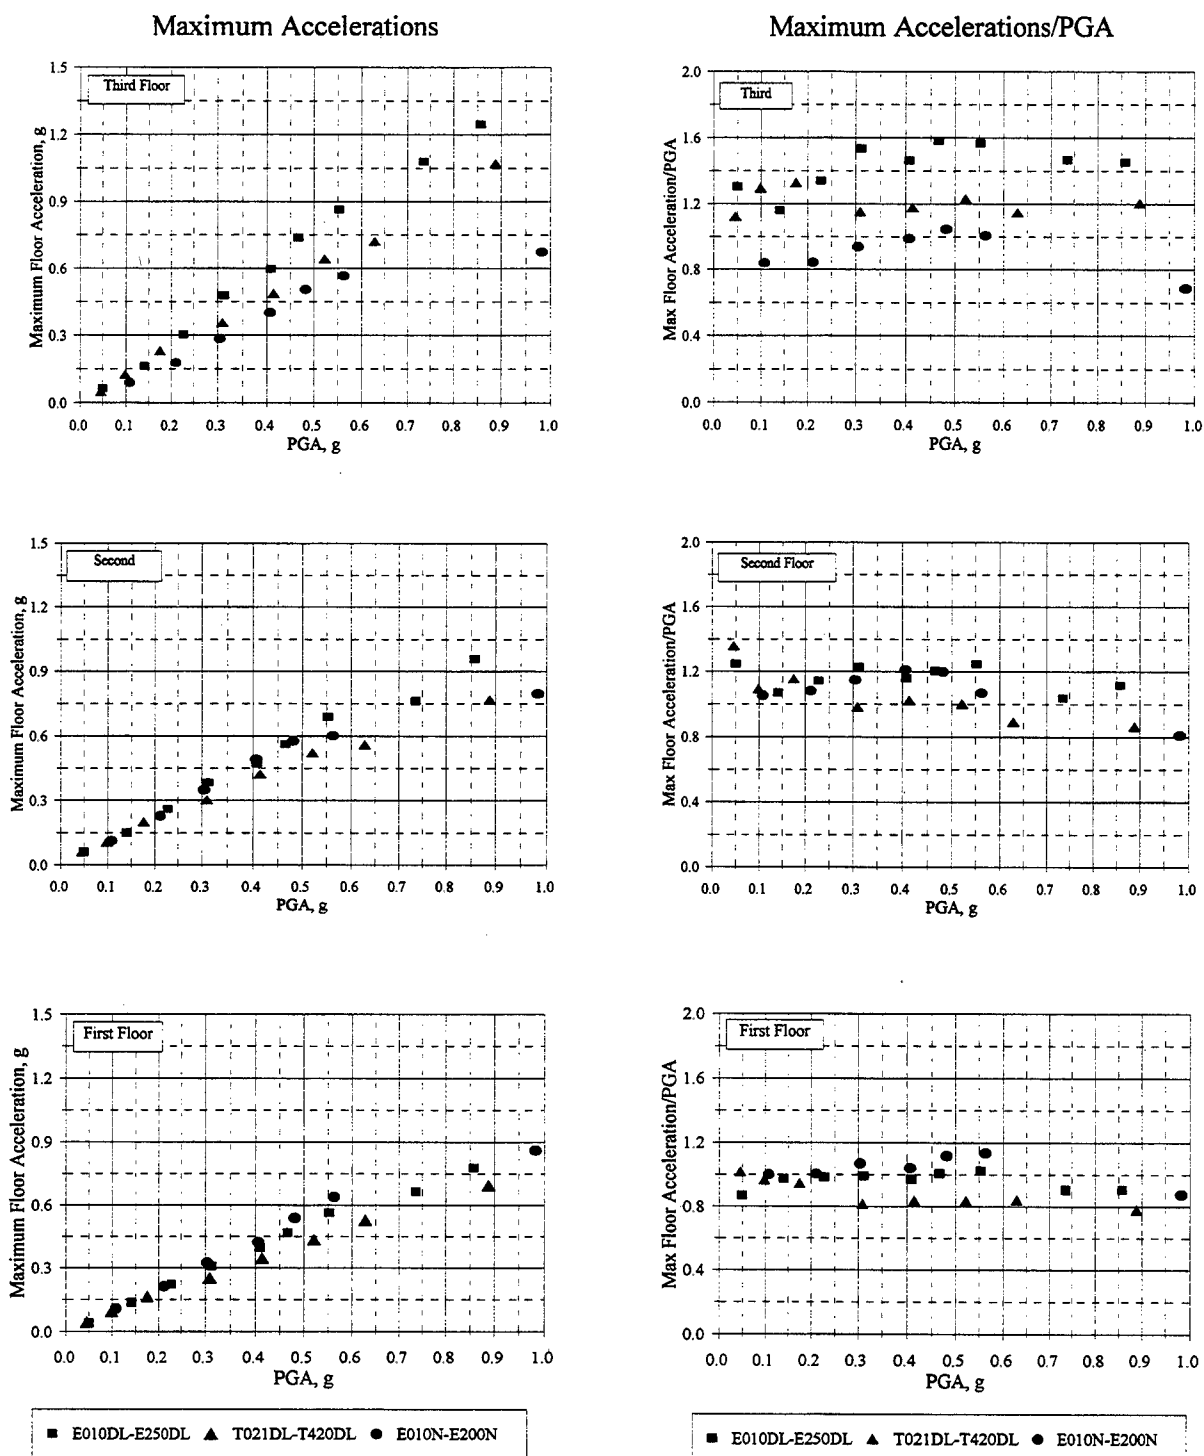 Maximum Accelerations
Maximum Accelerations/PGA
1.5
1.2
0.9
0.6
0.3
0.0
Maximum Floor Acceleration, g
Third Floor
0.0 0.1 0.2 0.3 0.4 0.5 0.6 0.7 0.8 0.9 1.0
PGA, g
2.0
1.6
1.2
0.8
0.4
0.0
Max Floor Acceleration/PGA
Third
0.0 0.1 0.2 0.3 0.4 0.5 0.6 0.7 0.8 0.9 1.0
PGA, g
1.5
1.2
0.9
0.6
0.3
0.0
Maximum Floor Acceleration, g
Second
0.0 0.1 0.2 0.3 0.4 0.5 0.6 0.7 0.8 0.9 1.0
PGA, g
2.0
1.6
1.2
0.8
0.4
0.0
Max Floor Acceleration/PGA
Second Floor
0.0 0.1 0.2 0.3 0.4 0.5 0.6 0.7 0.8 0.9 1.0
PGA, g
1.5
1.2
0.9
0.6
0.3
0.0
Maximum Floor Acceleration, g
First Floor
0.0 0.1 0.2 0.3 0.4 0.5 0.6 0.7 0.8 0.9 1.0
PGA, g
2.0
1.6
1.2
0.8
0.4
0.0
Max Floor Acceleration/PGA
First Floor
0.0 0.1 0.2 0.3 0.4 0.5 0.6 0.7 0.8 0.9 1.0
PGA, g
E010DL-E250DL T021DL-T420DL E010N-E200N
E010DL-E250DL T021DL-T420DL E010N-E200N